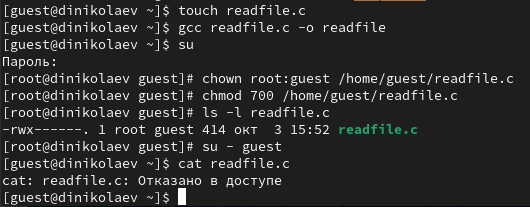 [guest@dinikolaev ~]$ touch readfile.c
[guest@dinikolaev ~]$ gcc readfile.c -o readfile
[guest@dinikolaev ~]$ su
Пароль:
[root@dinikolaev guest]# chown root:guest /home/guest/readfile.c
[root@dinikolaev guest]# chmod 700 /home/guest/readfile.c
[root@dinikolaev guest]# ls -l readfile.c
-rwx------. 1 root guest 414 окт  3 15:52 readfile.c
[root@dinikolaev guest]# su - guest
[guest@dinikolaev ~]$ cat readfile.c
cat: readfile.c: Отказано в доступе
[guest@dinikolaev ~]$